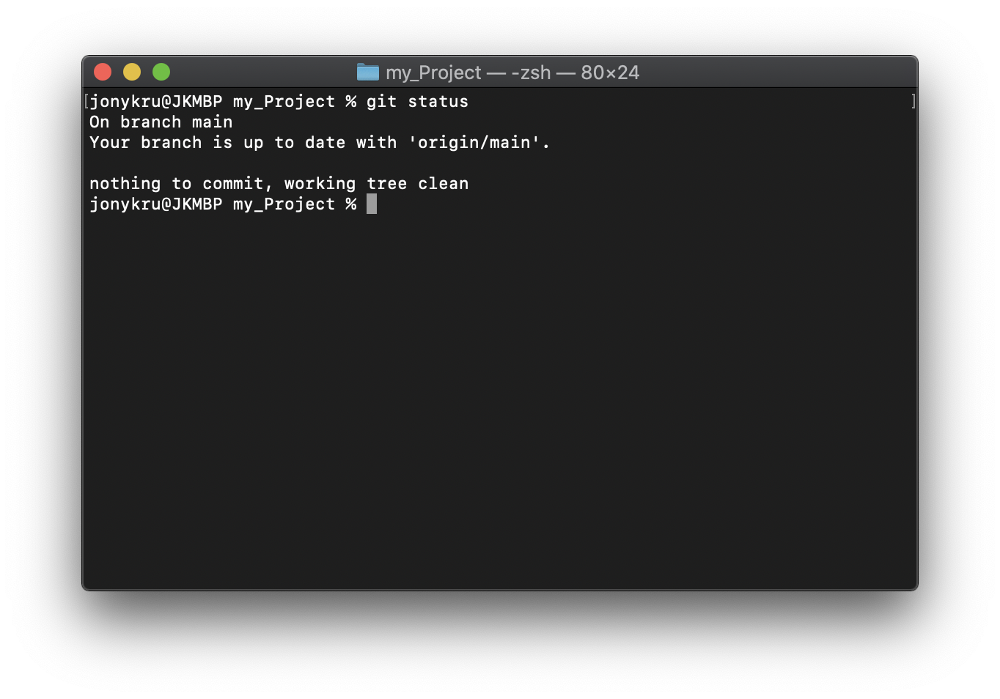 my_Project — -zsh — 80×24
[jonykru@JKMBP my_Project % git status ]
On branch main
Your branch is up to date with 'origin/main'.
nothing to commit, working tree clean
jonykru@JKMBP my_Project %